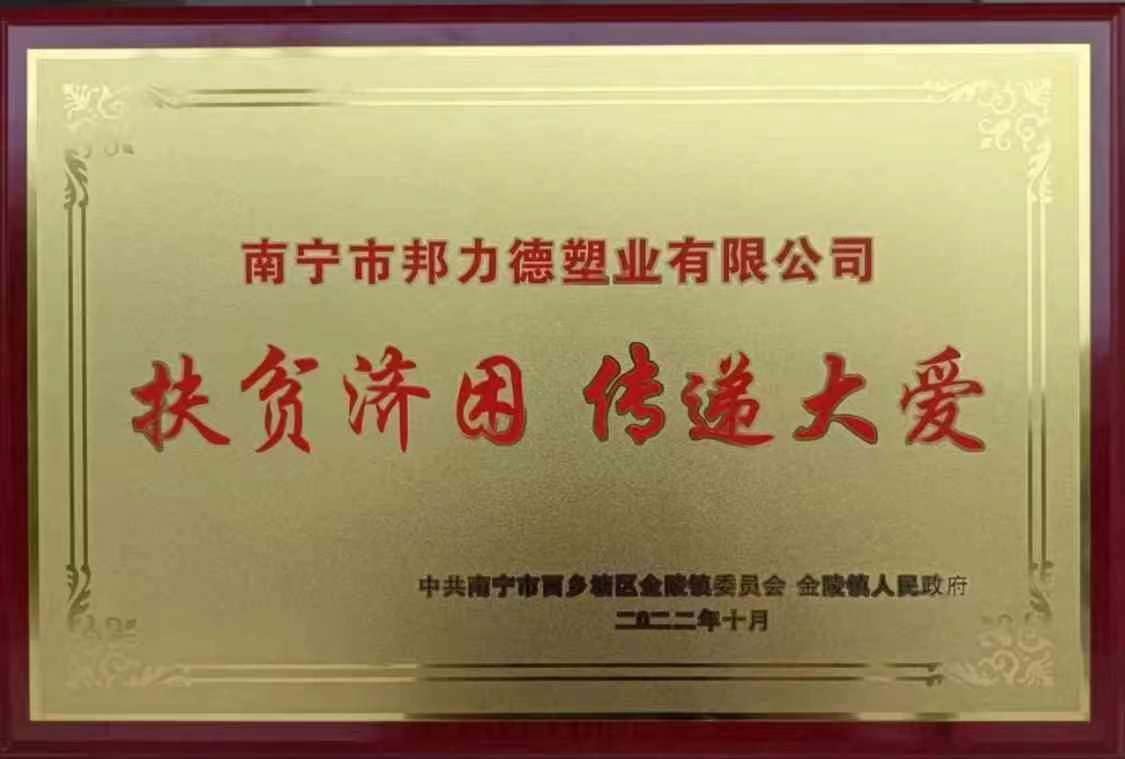 南宁市邦力德塑业有限公司
扶贫济困 传递大爱
中共南宁市西乡塘区金陵镇委员会 金陵镇人民政府
二〇二二年十月